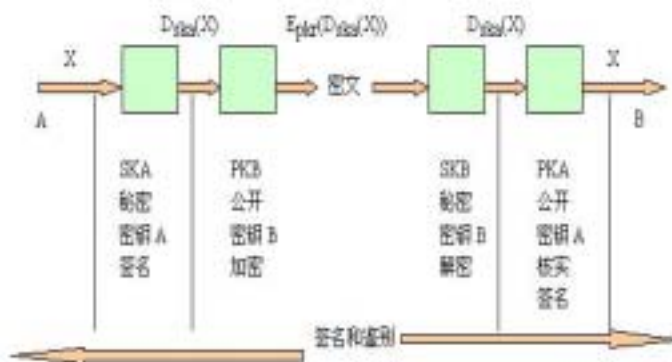 D_ska(X)
E_pkr(D_ska(X))
D_ska(X)
X
密文
X
A
B
SKA
秘密
密钥 A
签名
PKB
公开
密钥 B
加密
SKB
秘密
密钥 B
解密
PKA
公开
密钥 A
核实
签名
签名和鉴别